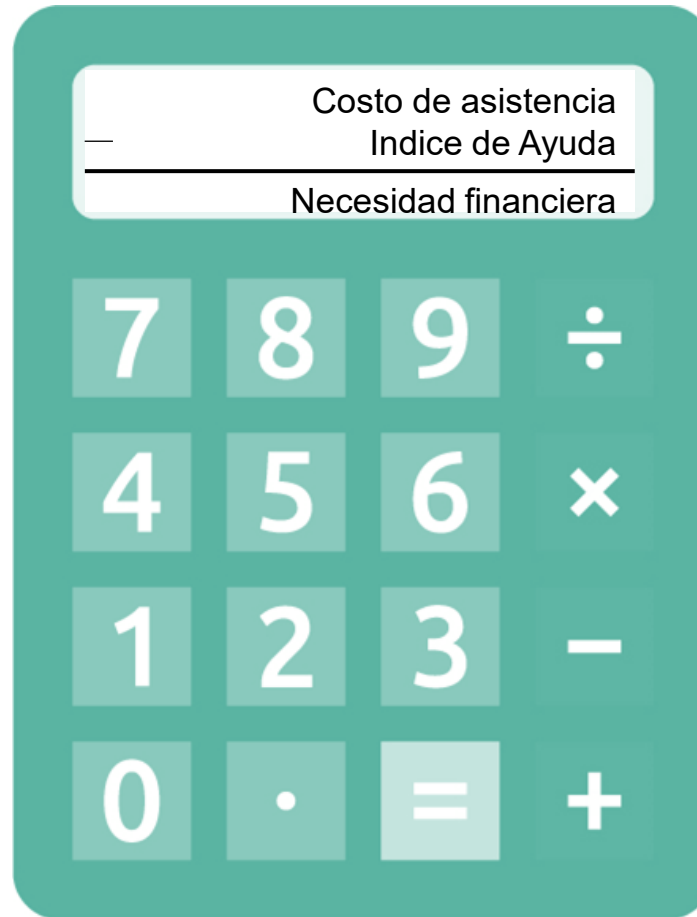 Costo de asistencia
— Indice de Ayuda
Necesidad financiera
7 8 9 ÷
4 5 6 ×
1 2 3 −
0 . = +